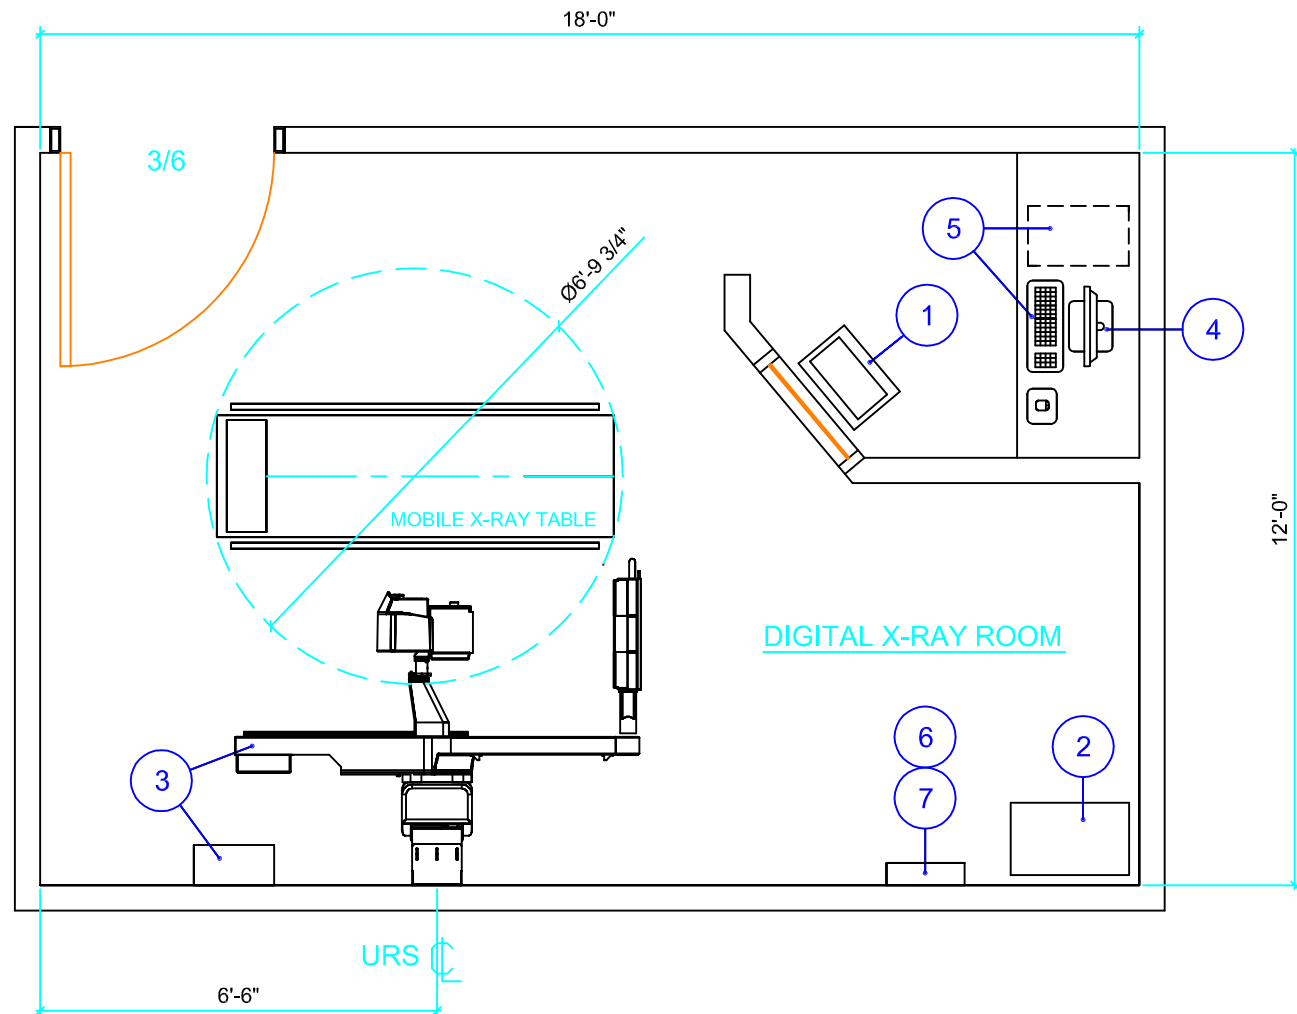 18'-0"
3/6
Ø6'-9 3/4"
5
1
4
12'-0"
MOBILE X-RAY TABLE
DIGITAL X-RAY ROOM
6
2
3
7
URS ℄
6'-6"